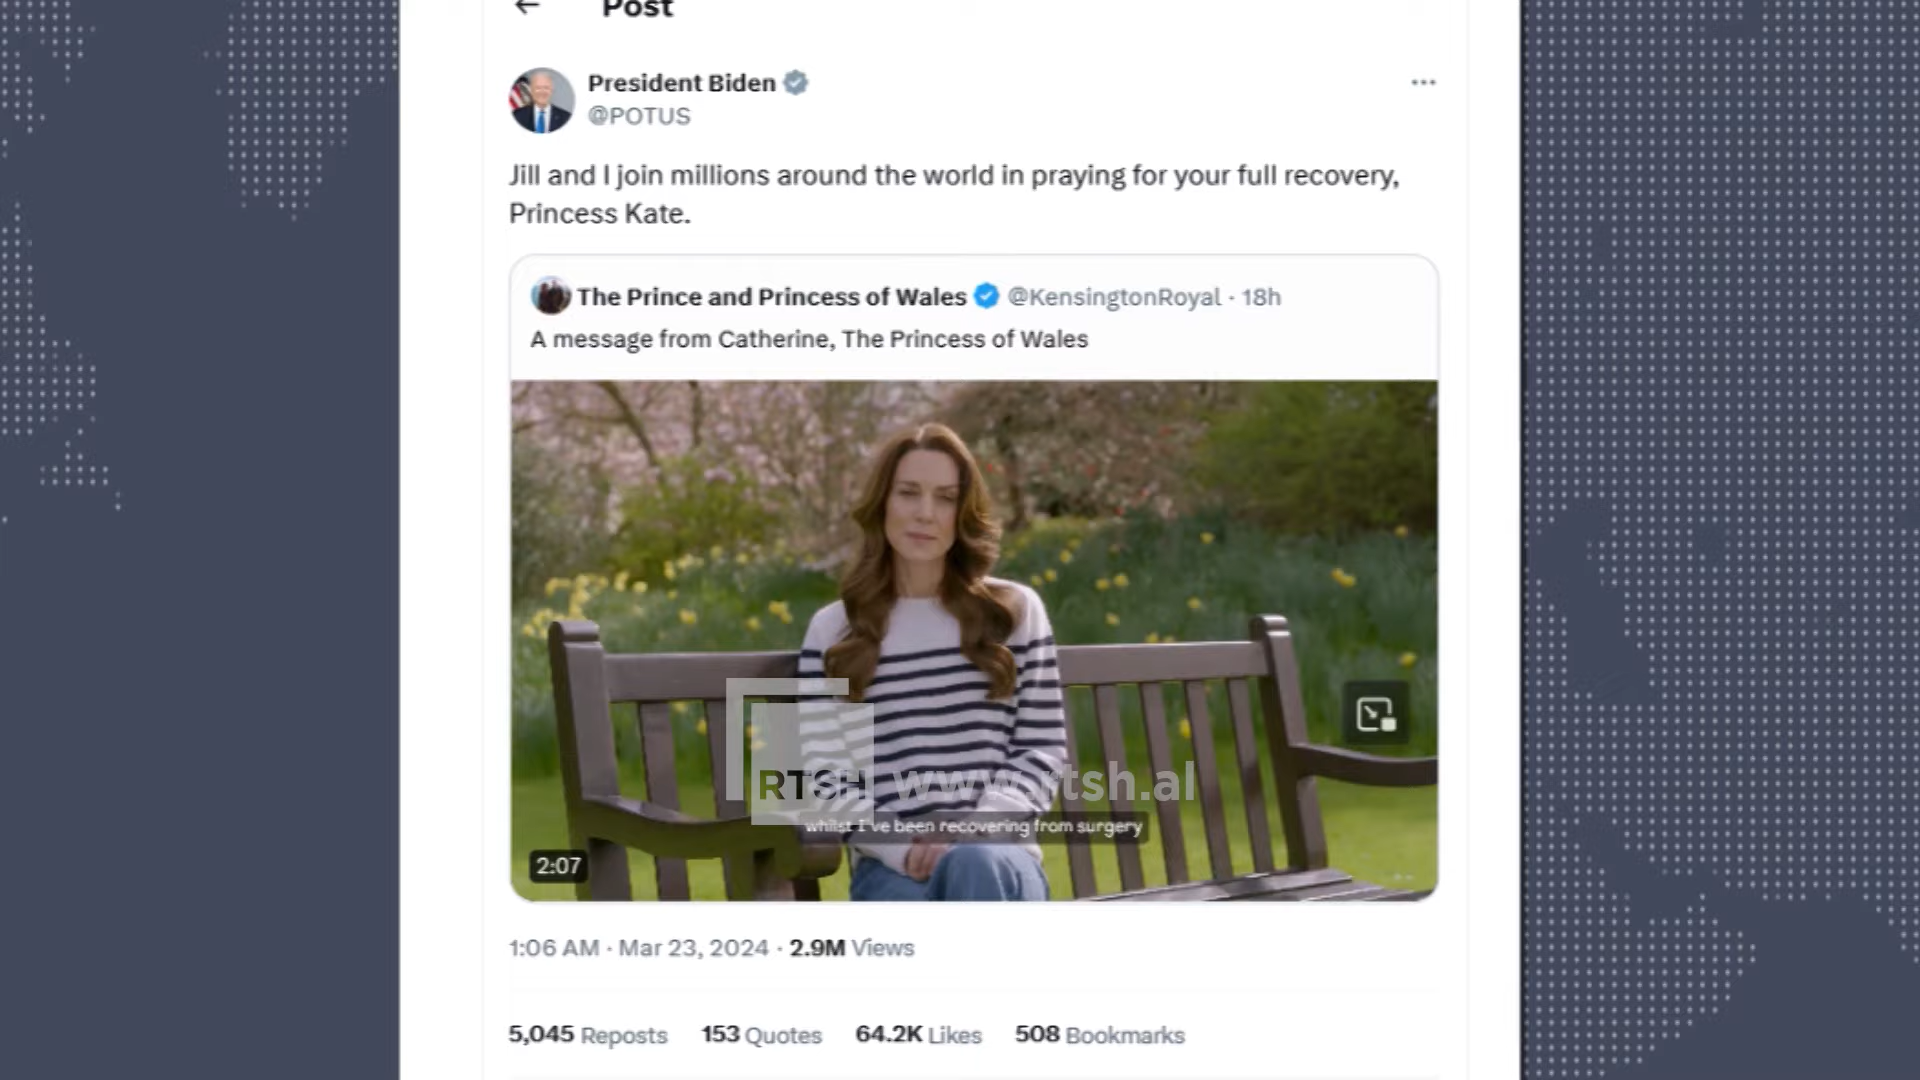 Post
President Biden
@POTUS
Jill and I join millions around the world in praying for your full recovery,
Princess Kate.
The Prince and Princess of Wales @KensingtonRoyal · 18h
A message from Catherine, The Princess of Wales
RTSH www.rtsh.al
whilst I've been recovering from surgery
2:07
1:06 AM · Mar 23, 2024 · 2.9M Views
5,045 Reposts 153 Quotes 64.2K Likes 508 Bookmarks